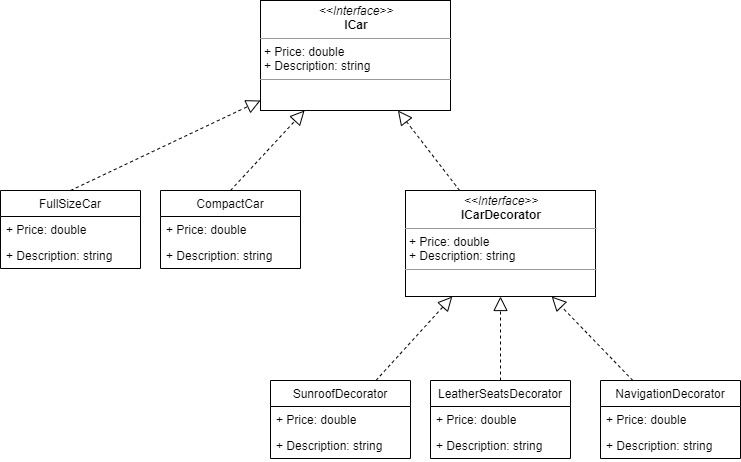 <<Interface>>
ICar
+ Price: double
+ Description: string
FullSizeCar
+ Price: double
+ Description: string
CompactCar
+ Price: double
+ Description: string
<<Interface>>
ICarDecorator
+ Price: double
+ Description: string
SunroofDecorator
+ Price: double
+ Description: string
LeatherSeatsDecorator
+ Price: double
+ Description: string
NavigationDecorator
+ Price: double
+ Description: string